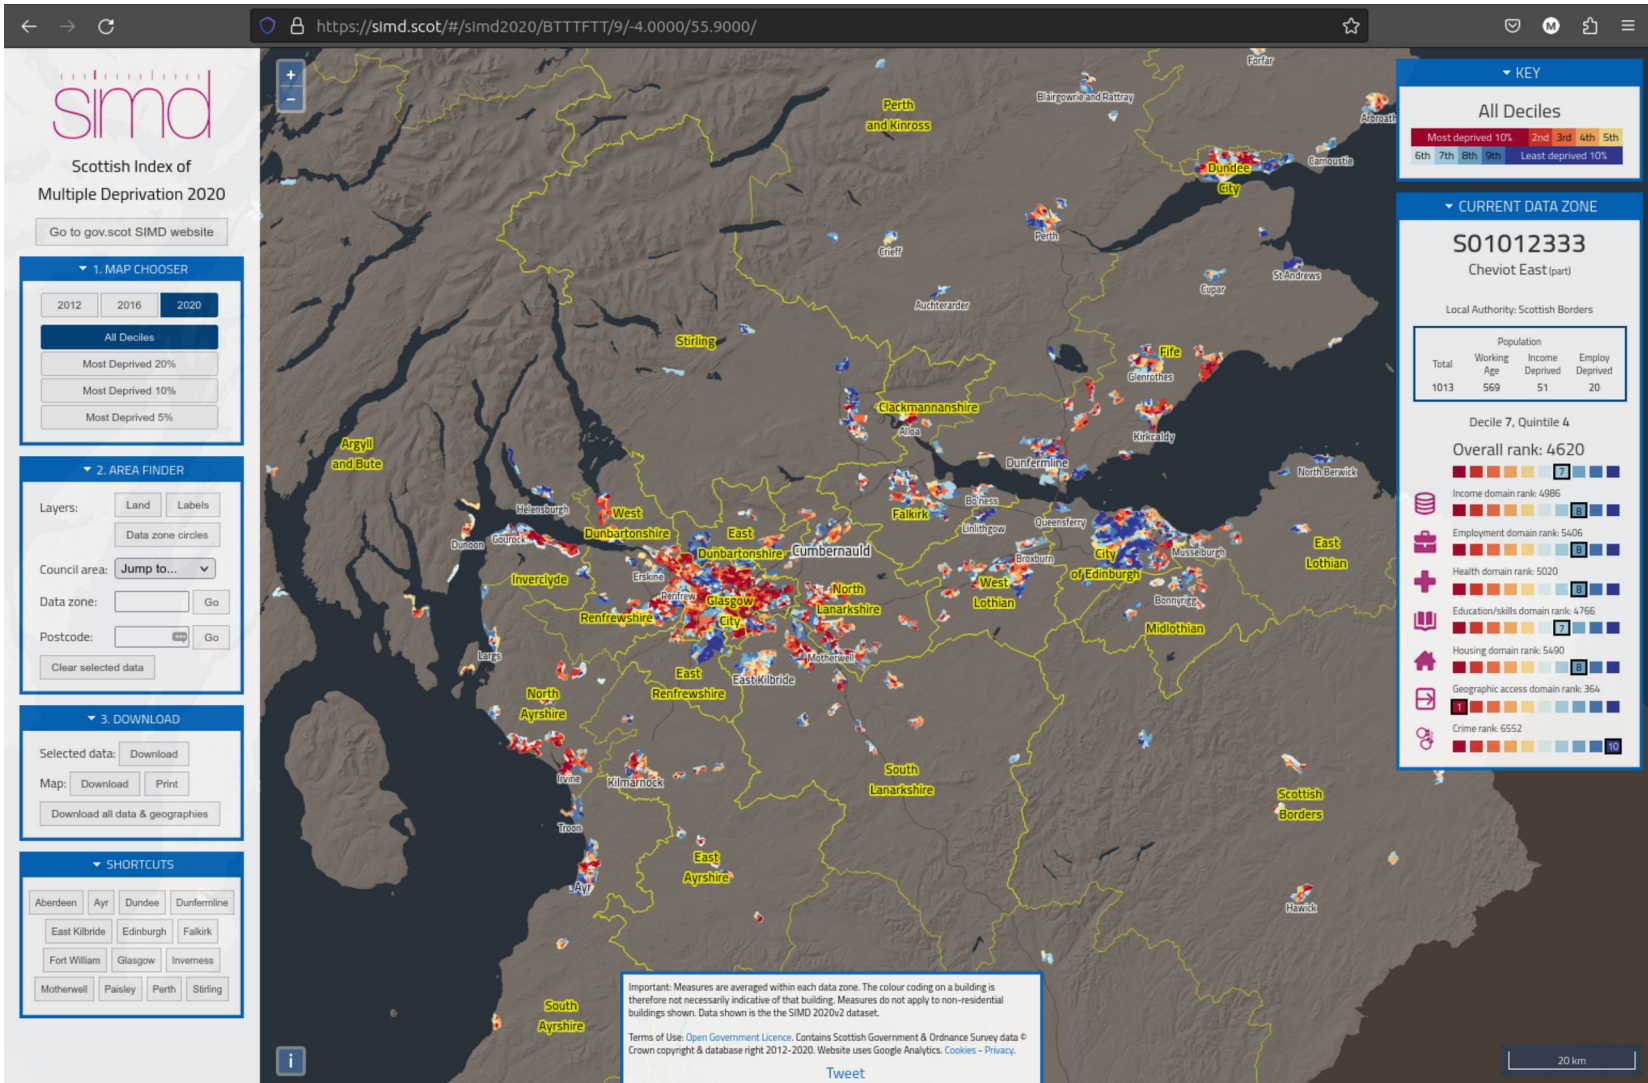 https://simd.scot/#/simd2020/BTTTFTT/9/-4.0000/55.9000/
M
simd
Scottish Index of
Multiple Deprivation 2020
Go to gov.scot SIMD website
1. MAP CHOOSER
2012 2016 2020
All Deciles
Most Deprived 20%
Most Deprived 10%
Most Deprived 5%
2. AREA FINDER
Layers: Land Labels
Data zone circles
Council area: Jump to...
Data zone: Go
Postcode: Go
Clear selected data
3. DOWNLOAD
Selected data: Download
Map: Download Print
Download all data & geographies
SHORTCUTS
Aberdeen Ayr Dundee Dunfermline
East Kilbride Edinburgh Falkirk
Fort William Glasgow Inverness
Motherwell Paisley Perth Stirling
+
−
Forfar
Blairgowrie and Rattray
Perth
and Kinross
Arbroath
Carnoustie
Dundee
City
Perth
Crieff
St Andrews
Cupar
Auchterarder
Stirling
Fife
Glenrothes
Clackmannanshire
Alloa
Kirkcaldy
Argyll
and Bute
Dunfermline
North Berwick
Helensburgh
West
Dunbartonshire
Falkirk
Bo'ness
Linlithgow
Queensferry
East
Dunbartonshire
Cumbernauld
Dunoon
Gourock
Broxburn
City
of Edinburgh
Musselburgh
East
Lothian
Inverclyde
Erskine
Renfrew
Renfrewshire
Glasgow
City
North
Lanarkshire
West
Lothian
Bonnyrigg
Midlothian
Largs
Motherwell
East
Renfrewshire
East Kilbride
North
Ayrshire
Irvine
Kilmarnock
South
Lanarkshire
Scottish
Borders
Troon
East
Ayrshire
Ayr
Hawick
South
Ayrshire
i
Important: Measures are averaged within each data zone. The colour coding on a building is
therefore not necessarily indicative of that building. Measures do not apply to non-residential
buildings shown. Data shown is the the SIMD 2020v2 dataset.
Terms of Use: Open Government Licence. Contains Scottish Government & Ordnance Survey data ©
Crown copyright & database right 2012-2020. Website uses Google Analytics. Cookies - Privacy.
Tweet
KEY
All Deciles
Most deprived 10% 2nd 3rd 4th 5th
6th 7th 8th 9th Least deprived 10%
CURRENT DATA ZONE
S01012333
Cheviot East (part)
Local Authority: Scottish Borders
Population
Total Working Age Income Deprived Employ Deprived
1013 569 51 20
Decile 7, Quintile 4
Overall rank: 4620
7
Income domain rank: 4986
8
Employment domain rank: 5406
8
Health domain rank: 5020
8
Education/skills domain rank: 4766
7
Housing domain rank: 5490
8
Geographic access domain rank: 364
1
Crime rank: 6552
10
20 km